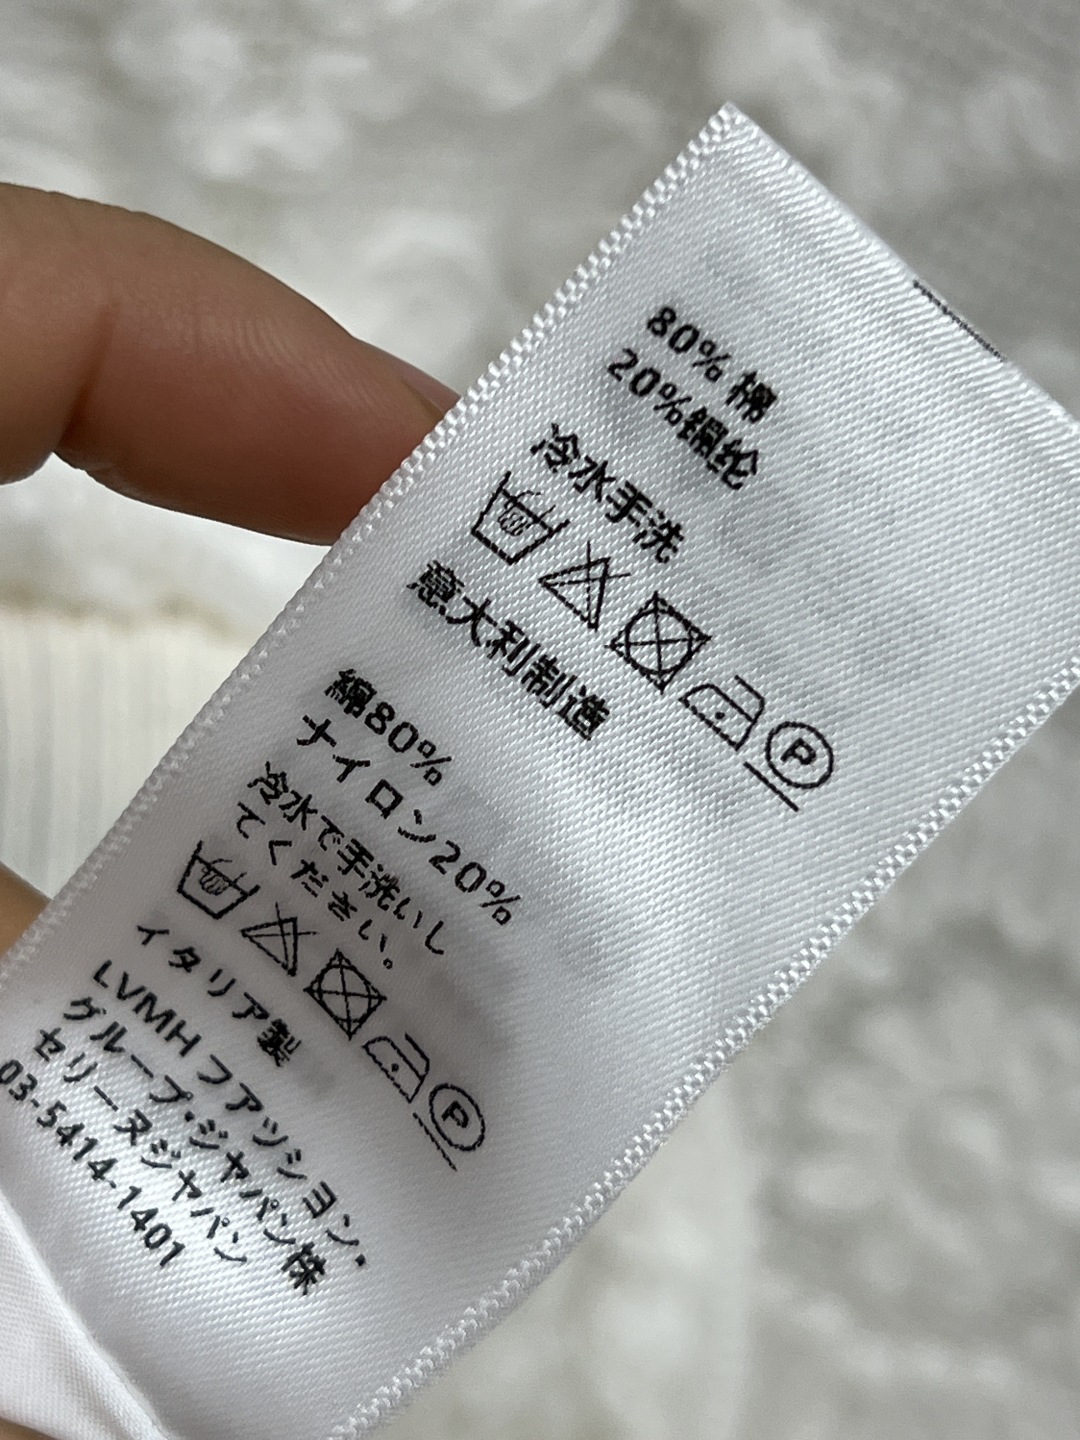 80% 棉
20%绵纶
冷水手洗
P
意大利制造
綿80%
ナイロン20%
冷水で手洗いし
てください。
P
イタリア製
LVMH ファッション・
グループ・ジャパン株
セリーヌジャパン
03-5414-1401